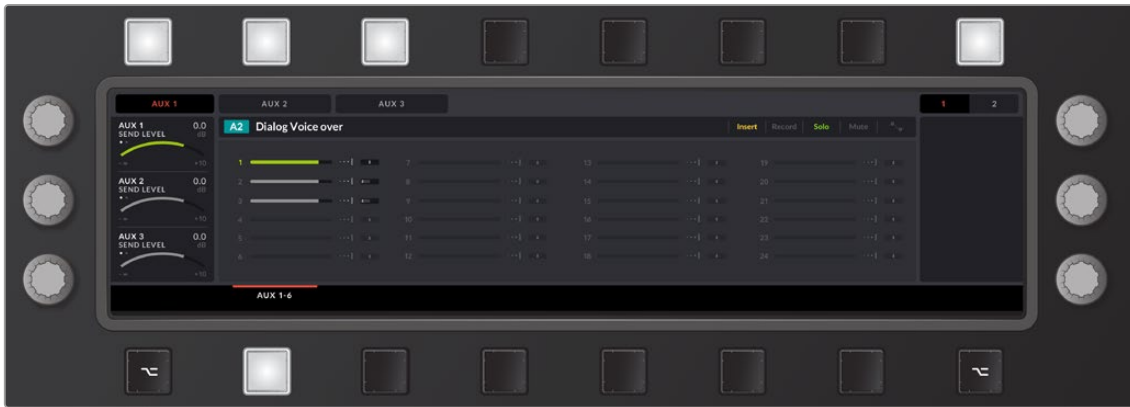 AUX 1 AUX 2 AUX 3 1 2
AUX 1 0.0
SEND LEVEL dB
-∞ +10
AUX 2 0.0
SEND LEVEL dB
-∞ +10
AUX 3 0.0
SEND LEVEL dB
-∞ +10
A2 Dialog Voice over Insert Record Solo Mute
1 7 13 19
2 8 14 20
3 9 15 21
4 10 16 22
5 11 17 23
6 12 18 24
AUX 1-6